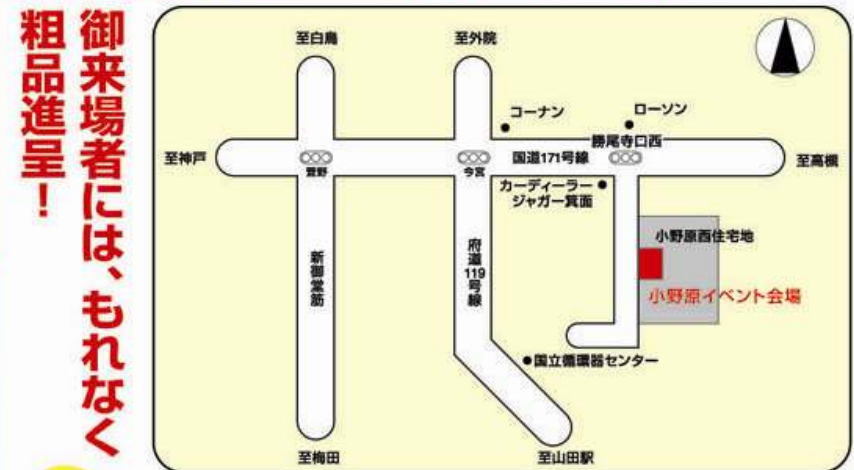 御来場者には、もれなく
粗品進呈！
至白鳥
至外院
コーナン
ローソン
勝尾寺口西
至神戸
萱野
今宮
国道171号線
至高槻
カーディーラー
ジャガー箕面
小野原西住宅地
小野原イベント会場
新御堂筋
府道119号線
国立循環器センター
至梅田
至山田駅